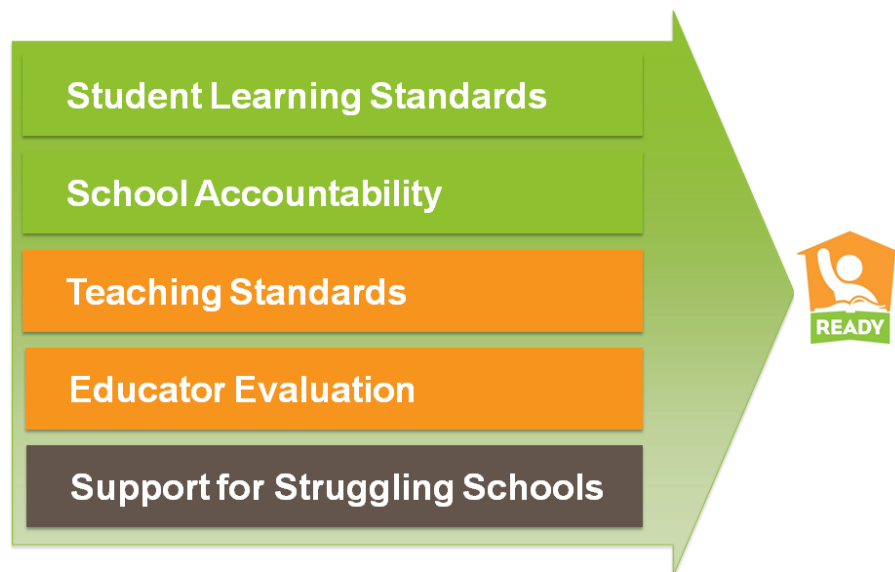 Student Learning Standards
School Accountability
Teaching Standards
READY
Educator Evaluation
Support for Struggling Schools